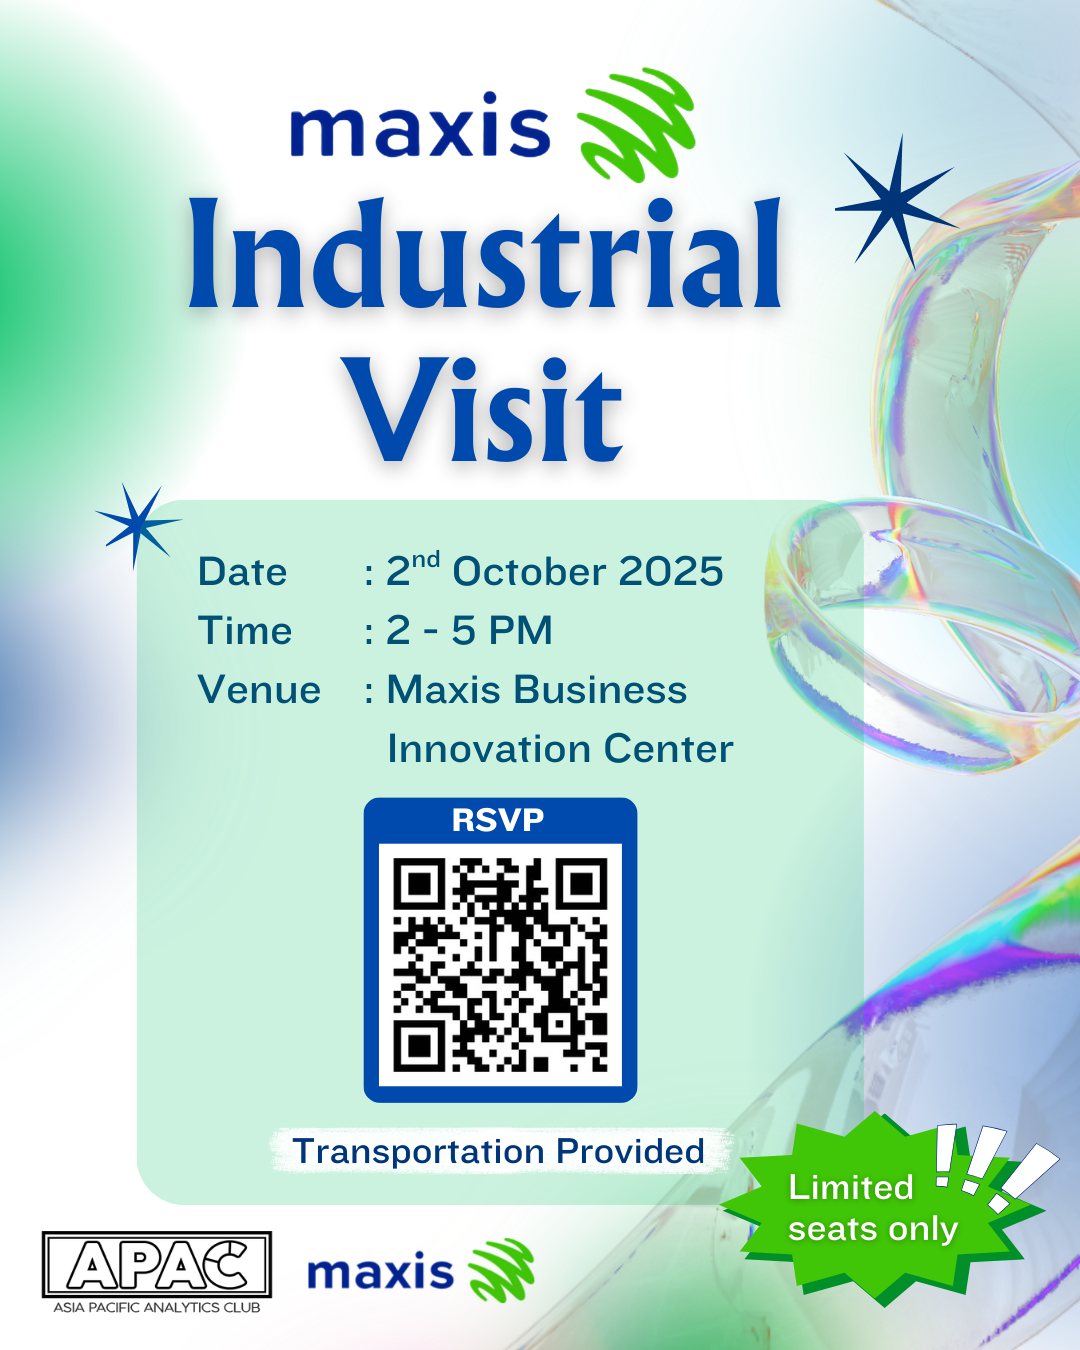 maxis
Industrial
Visit
Date : 2nd October 2025
Time : 2 - 5 PM
Venue : Maxis Business
Innovation Center
RSVP
Transportation Provided
Limited
seats only
!!!
APAC
ASIA PACIFIC ANALYTICS CLUB
maxis